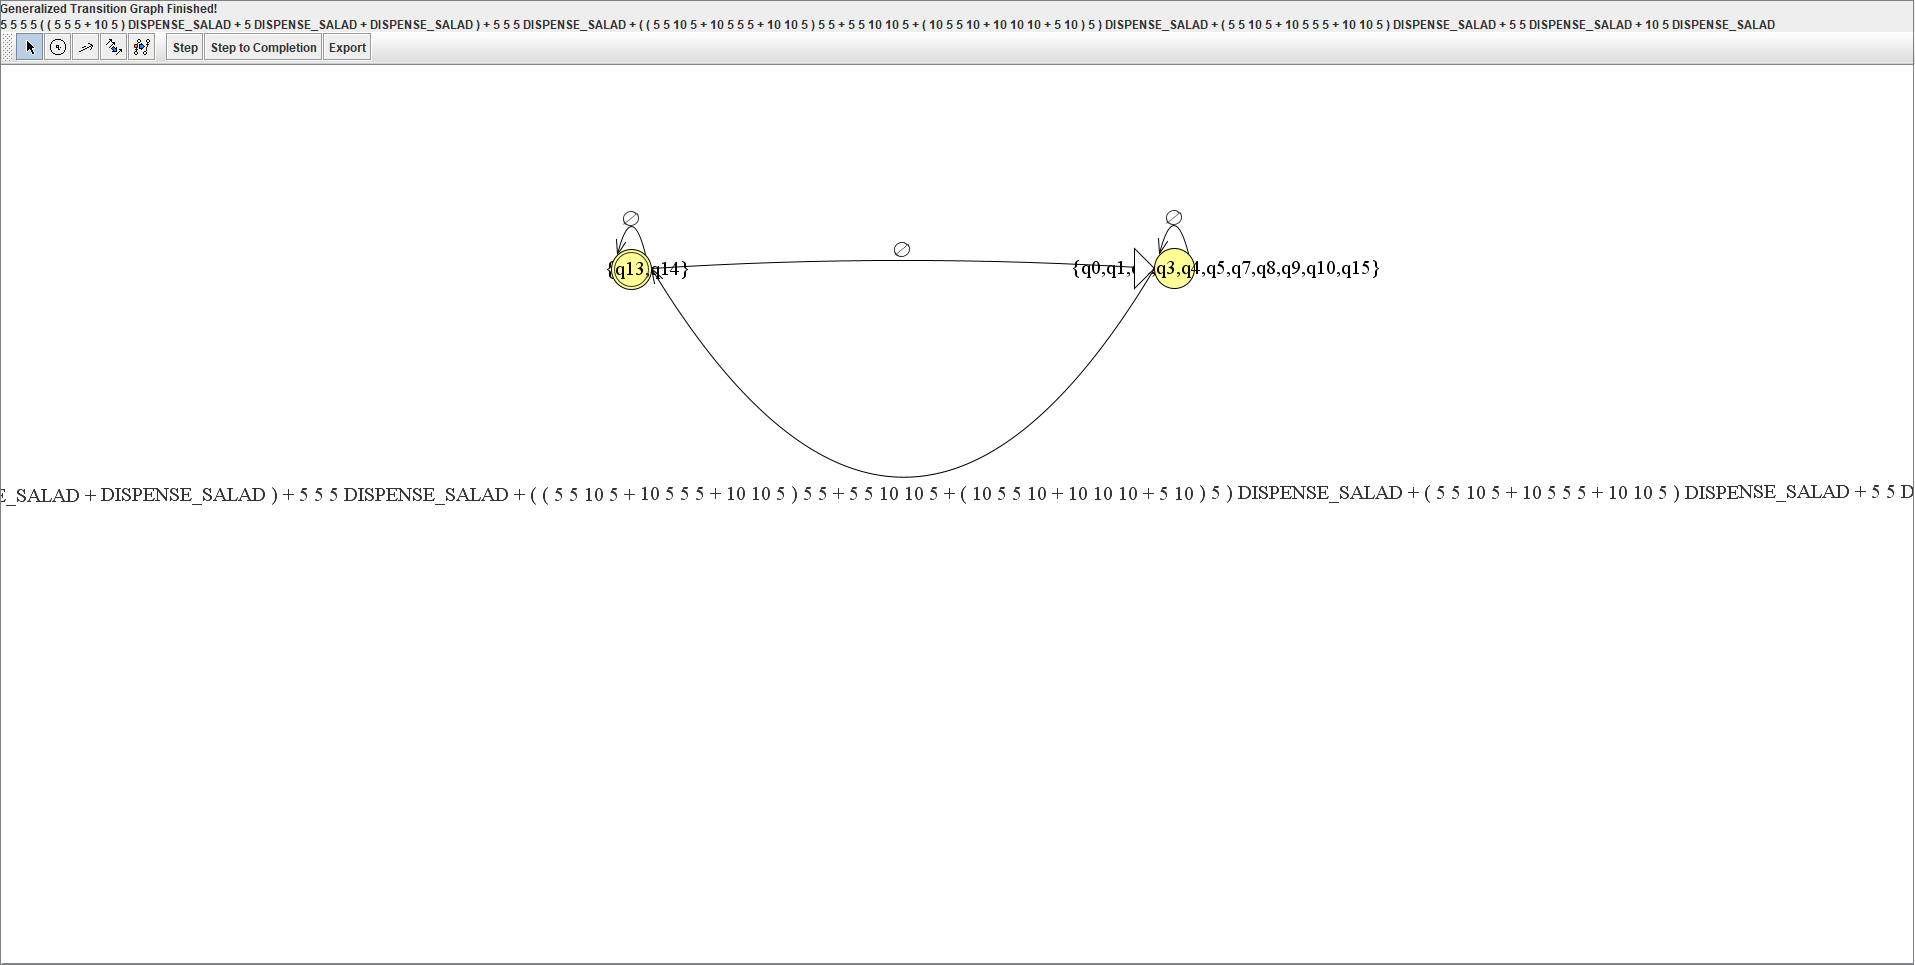 Generalized Transition Graph Finished!
5 5 5 5 ( ( 5 5 5 + 10 5 ) DISPENSE_SALAD + 5 DISPENSE_SALAD + DISPENSE_SALAD ) + 5 5 5 DISPENSE_SALAD + ( ( 5 5 10 5 + 10 5 5 5 + 10 10 5 ) 5 5 + 5 5 10 10 5 + ( 10 5 5 10 + 10 10 10 + 5 10 ) 5 ) DISPENSE_SALAD + ( 5 5 10 5 + 10 5 5 5 + 10 10 5 ) DISPENSE_SALAD + 5 5 DISPENSE_SALAD + 10 5 DISPENSE_SALAD
Step Step to Completion Export
{q13,q14} {q0,q1, q3,q4,q5,q7,q8,q9,q10,q15}
E_SALAD + DISPENSE_SALAD ) + 5 5 5 DISPENSE_SALAD + ( ( 5 5 10 5 + 10 5 5 5 + 10 10 5 ) 5 5 + 5 5 10 10 5 + ( 10 5 5 10 + 10 10 10 + 5 10 ) 5 ) DISPENSE_SALAD + ( 5 5 10 5 + 10 5 5 5 + 10 10 5 ) DISPENSE_SALAD + 5 5 D